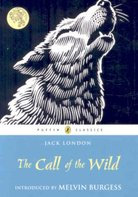 PUFFIN CLASSICS
JACK LONDON
The Call of the Wild
INTRODUCED BY MELVIN BURGESS